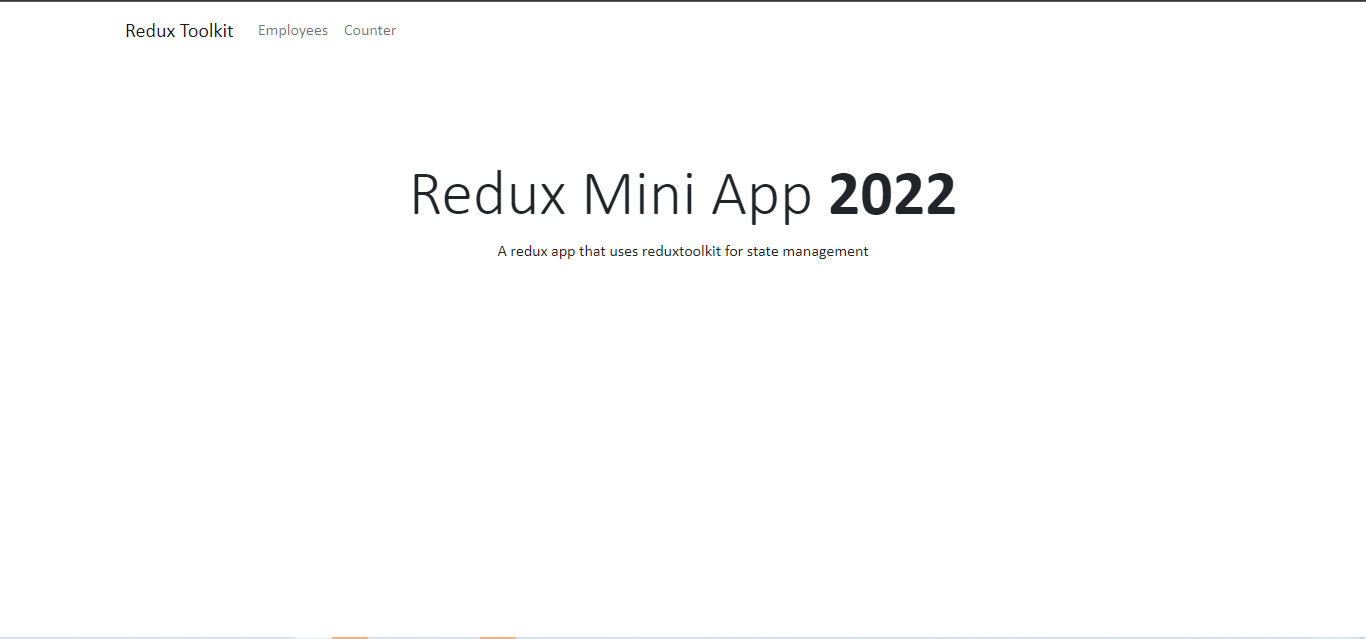 Redux Toolkit Employees Counter
Redux Mini App 2022
A redux app that uses reduxtoolkit for state management